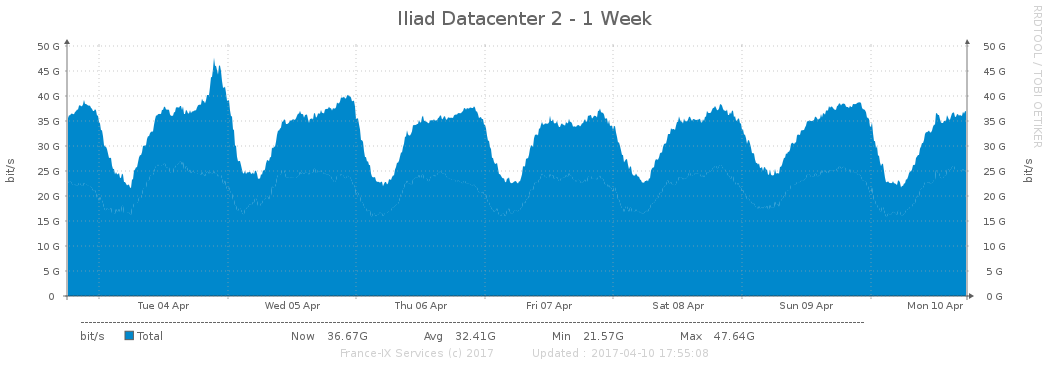 Iliad Datacenter 2 - 1 Week
RRDTOOL / TOBI OETIKER
bit/s
50 G 50 G
45 G 45 G
40 G 40 G
35 G 35 G
30 G 30 G
25 G 25 G
20 G 20 G
15 G 15 G
10 G 10 G
5 G 5 G
0 0 G
bit/s
Tue 04 Apr Wed 05 Apr Thu 06 Apr Fri 07 Apr Sat 08 Apr Sun 09 Apr Mon 10 Apr
bit/s Total Now 36.67G Avg 32.41G Min 21.57G Max 47.64G
France-IX Services (c) 2017 Updated : 2017-04-10 17:55:08